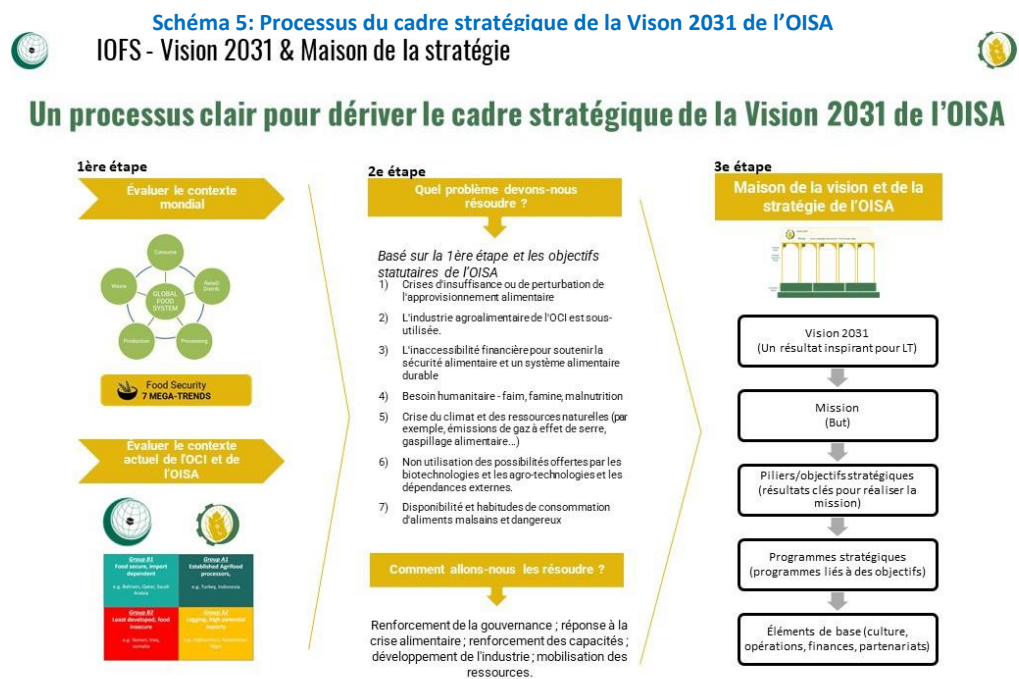 Schéma 5: Processus du cadre stratégique de la Vison 2031 de l'OISA
IOFS - Vision 2031 & Maison de la stratégie
Un processus clair pour dériver le cadre stratégique de la Vision 2031 de l'OISA
1ère étape
Évaluer le contexte
mondial
Consume
Retail/
Distrib.
Processing
Production
Waste
GLOBAL
FOOD
SYSTEM
Food Security
7 MEGA-TRENDS
Évaluer le contexte
actuel de l'OCI et de
l'OISA
Group B1
Food secure, import
dependent
e.g. Bahrain, Qatar, Saudi
Arabia
Group A1
Established Agrifood
processors,
e.g. Turkey, Indonesia
Group B2
Least developed, food
insecure
e.g. Yemen, Iraq,
somalia
Group A2
Lagging, high potential
2e étape
Quel problème devons-nous
résoudre ?
Basé sur la 1ère étape et les objectifs
statutaires de l'OISA
1) Crises d'insuffisance ou de perturbation de
l'approvisionnement alimentaire
2) L'industrie agroalimentaire de l'OCI est sous-
utilisée.
3) L'inaccessibilité financière pour soutenir la
sécurité alimentaire et un système alimentaire
durable
4) Besoin humanitaire - faim, famine, malnutrition
5) Crise du climat et des ressources naturelles (par
exemple, émissions de gaz à effet de serre,
gaspillage alimentaire...)
6) Non utilisation des possibilités offertes par les
biotechnologies et les agro-technologies et les
dépendances externes.
7) Disponibilité et habitudes de consommation
d'aliments malsains et dangereux
Comment allons-nous les résoudre ?
Renforcement de la gouvernance ; réponse à la
crise alimentaire ; renforcement des capacités ;
développement de l'industrie ; mobilisation des
ressources.
3e étape
Maison de la vision et de la
stratégie de l'OISA
Vision 2031
(Un résultat inspirant pour LT)
Mission
(But)
Piliers/objectifs stratégiques
(résultats clés pour réaliser la
mission)
Programmes stratégiques
(programmes liés à des objectifs)
Éléments de base (culture,
opérations, finances, partenariats)